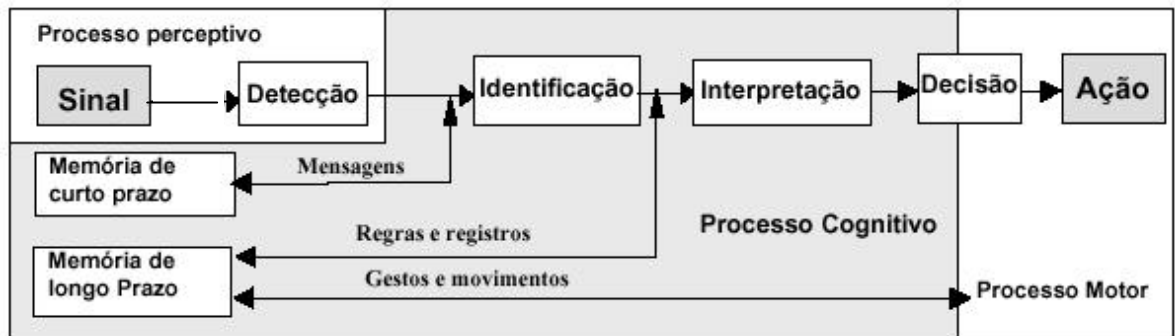 Processo perceptivo
Sinal
Detecção
Identificação
Interpretação
Decisão
Ação
Memória de
curto prazo
Mensagens
Regras e registros
Processo Cognitivo
Memória de
longo Prazo
Gestos e movimentos
Processo Motor